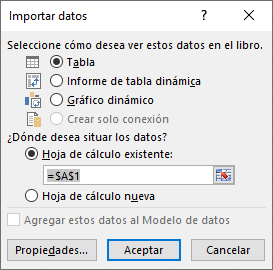 Importar datos
?
×
Seleccione cómo desea ver estos datos en el libro.
Tabla
Informe de tabla dinámica
Gráfico dinámico
Crear solo conexión
¿Dónde desea situar los datos?
Hoja de cálculo existente:
=$A$1
Hoja de cálculo nueva
Agregar estos datos al Modelo de datos
Propiedades... Aceptar Cancelar